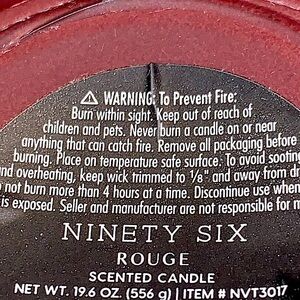 ⚠ WARNING: To Prevent Fire:
Burn within sight. Keep out of reach of
children and pets. Never burn a candle on or near
anything that can catch fire. Remove all packaging before
burning. Place on temperature safe surface. To avoid sooting
and overheating, keep wick trimmed to ⅛" and away from
not burn more than 4 hours at a time. Discontinue use when
is exposed. Seller and manufacturer are not responsible for
NINETY SIX
ROUGE
SCENTED CANDLE
NET WT. 19.6 OZ. (556 g) | ITEM # NVT3017